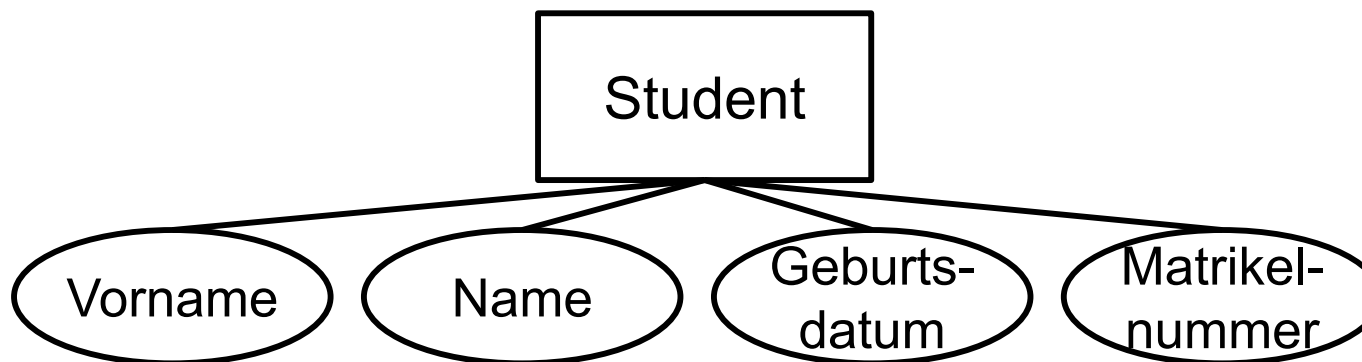 Student
Vorname
Name
Geburts-
datum
Matrikel-
nummer